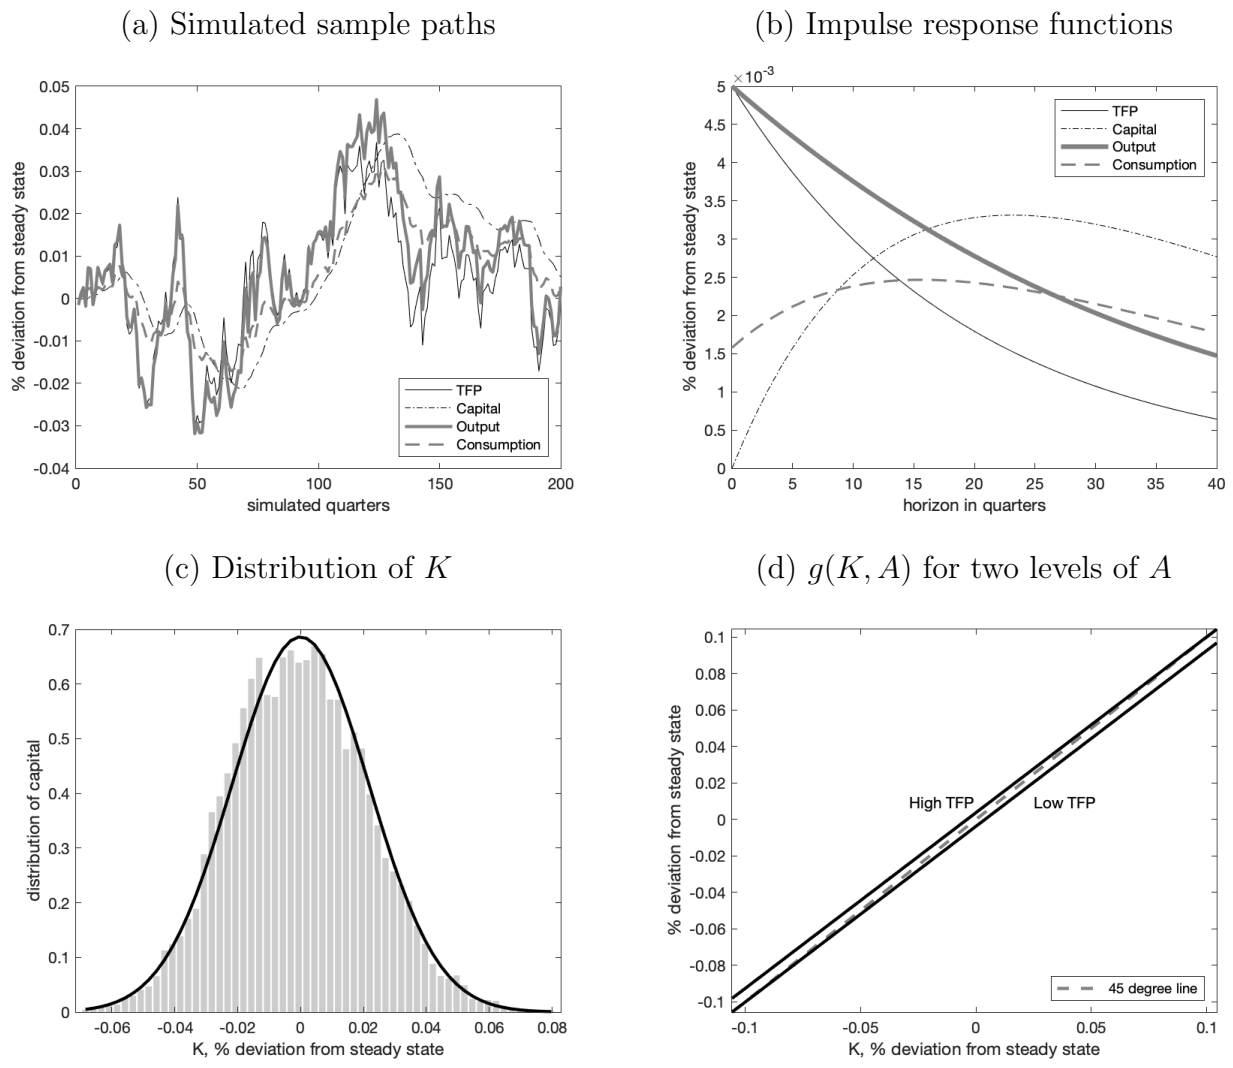 (a) Simulated sample paths
% deviation from steady state
0.05
0.04
0.03
0.02
0.01
0
-0.01
-0.02
-0.03
-0.04
TFP
Capital
Output
Consumption
0 50 100 150 200
simulated quarters
(b) Impulse response functions
×10⁻³
% deviation from steady state
5
4.5
4
3.5
3
2.5
2
1.5
1
0.5
0
TFP
Capital
Output
Consumption
0 5 10 15 20 25 30 35 40
horizon in quarters
(c) Distribution of K
distribution of capital
0.7
0.6
0.5
0.4
0.3
0.2
0.1
0
-0.06 -0.04 -0.02 0 0.02 0.04 0.06 0.08
K, % deviation from steady state
(d) g(K, A) for two levels of A
% deviation from steady state
0.1
0.08
0.06
0.04
0.02
0
-0.02
-0.04
-0.06
-0.08
-0.1
High TFP
Low TFP
45 degree line
-0.1 -0.05 0 0.05 0.1
K, % deviation from steady state